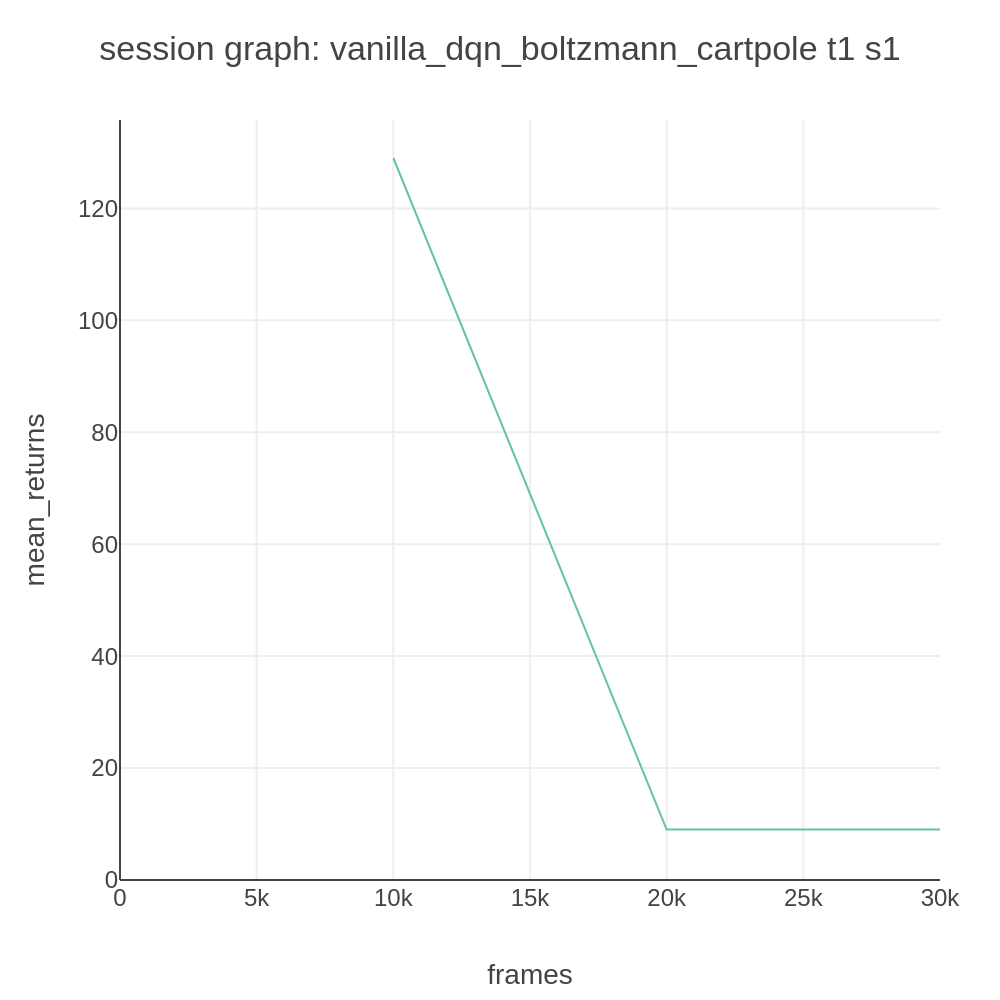 session graph: vanilla_dqn_boltzmann_cartpole t1 s1
120
100
80
60
40
20
0
mean_returns
0 5k 10k 15k 20k 25k 30k
frames